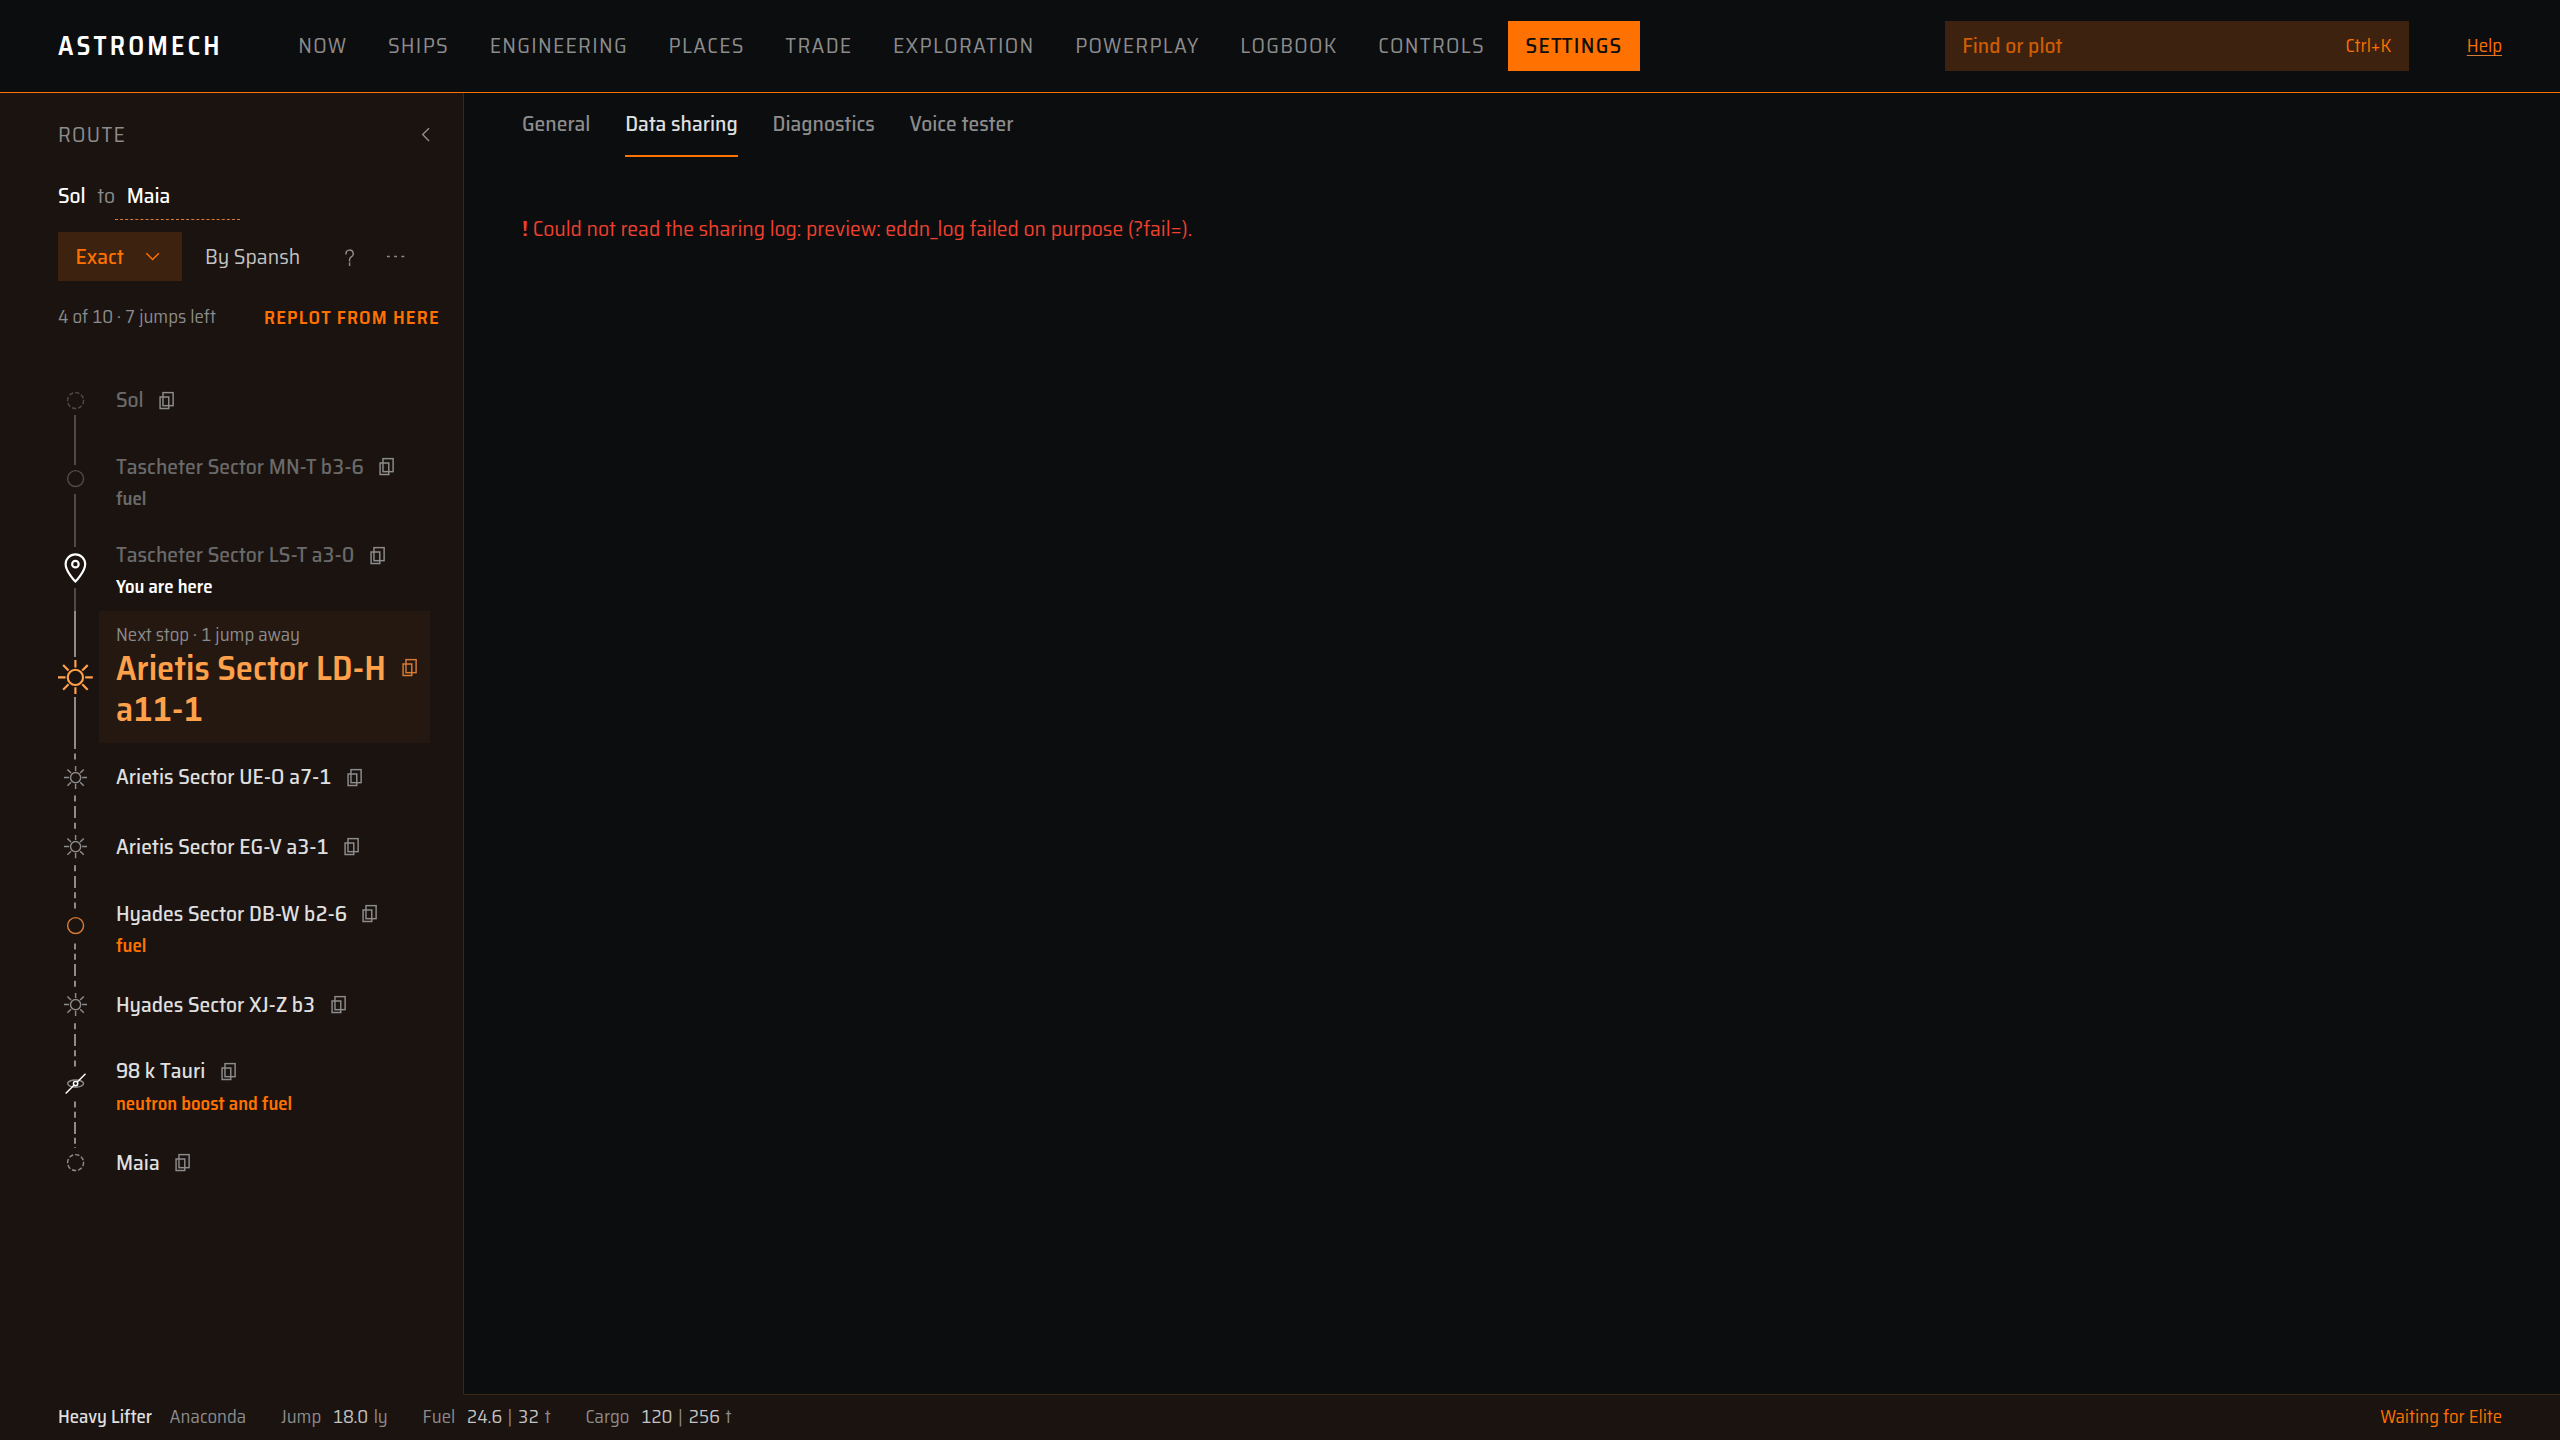 ASTROMECH NOW SHIPS ENGINEERING PLACES TRADE EXPLORATION POWERPLAY LOGBOOK CONTROLS SETTINGS Find or plot Ctrl+K Help
ROUTE
Sol to Maia
Exact By Spansh ? ---
4 of 10 · 7 jumps left REPLOT FROM HERE
Sol
Tascheter Sector MN-T b3-6
fuel
Tascheter Sector LS-T a3-0
You are here
Next stop · 1 jump away
Arietis Sector LD-H
a11-1
Arietis Sector UE-O a7-1
Arietis Sector EG-V a3-1
Hyades Sector DB-W b2-6
fuel
Hyades Sector XJ-Z b3
98 k Tauri
neutron boost and fuel
Maia
General Data sharing Diagnostics Voice tester
! Could not read the sharing log: preview: eddn_log failed on purpose (?fail=).
Heavy Lifter Anaconda Jump 18.0 ly Fuel 24.6 | 32 t Cargo 120 | 256 t Waiting for Elite